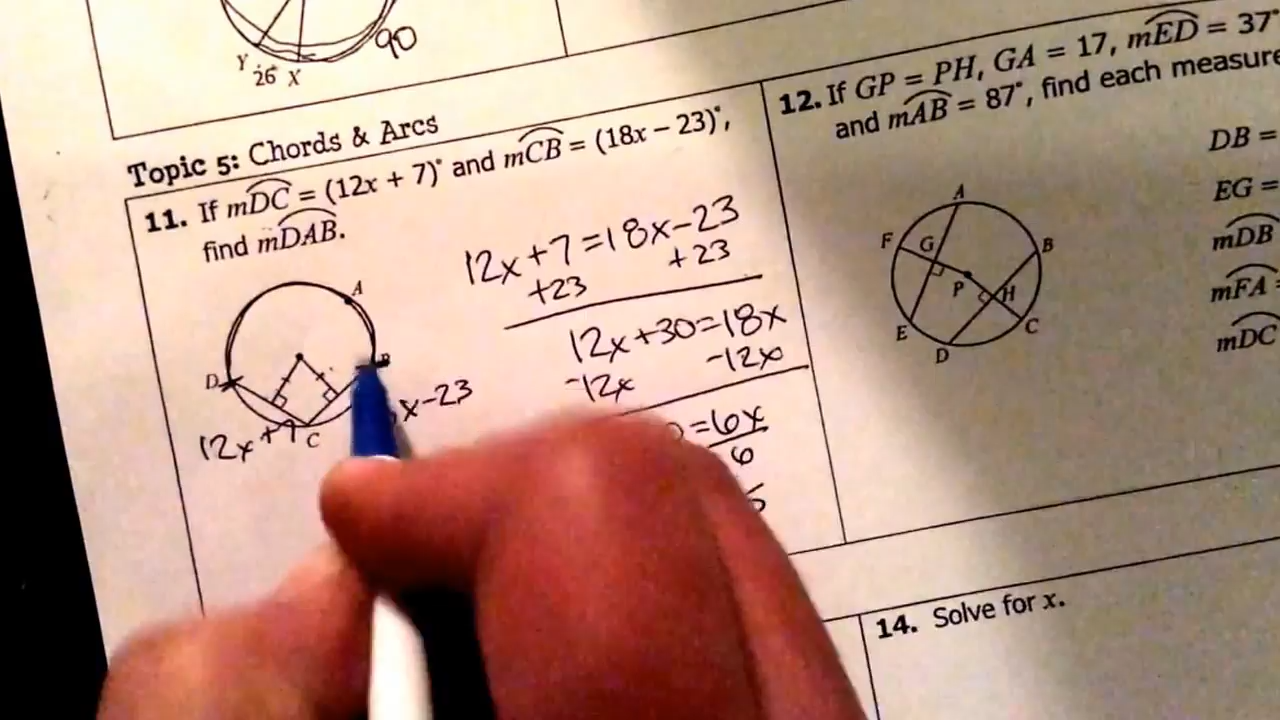 90
Y 26 X
Topic 5: Chords & Arcs
11. If mDC = (12x + 7)° and mCB = (18x − 23)°,
find mDAB.
12x+7=18x−23
+23 +23
12x+30=18x
−12x −12x
=6x
6
A
D
C
12x+7
x−23
12. If GP = PH, GA = 17, mED = 37°
and mAB = 87°, find each measure
DB =
EG =
mDB
mFA =
mDC
A
F G B
P H
E C
D
14. Solve for x.